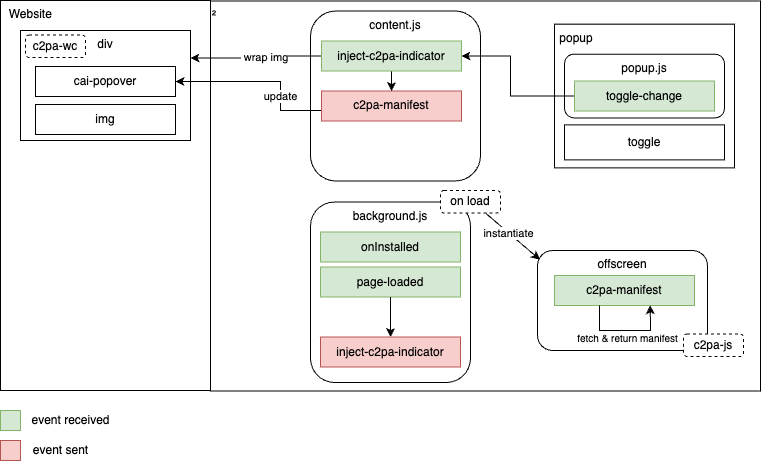 Website
2
c2pa-wc
div
cai-popover
img
wrap img
update
content.js
inject-c2pa-indicator
c2pa-manifest
popup
popup.js
toggle-change
toggle
on load
background.js
onInstalled
page-loaded
inject-c2pa-indicator
instantiate
offscreen
c2pa-manifest
fetch & return manifest
c2pa-js
event received
event sent